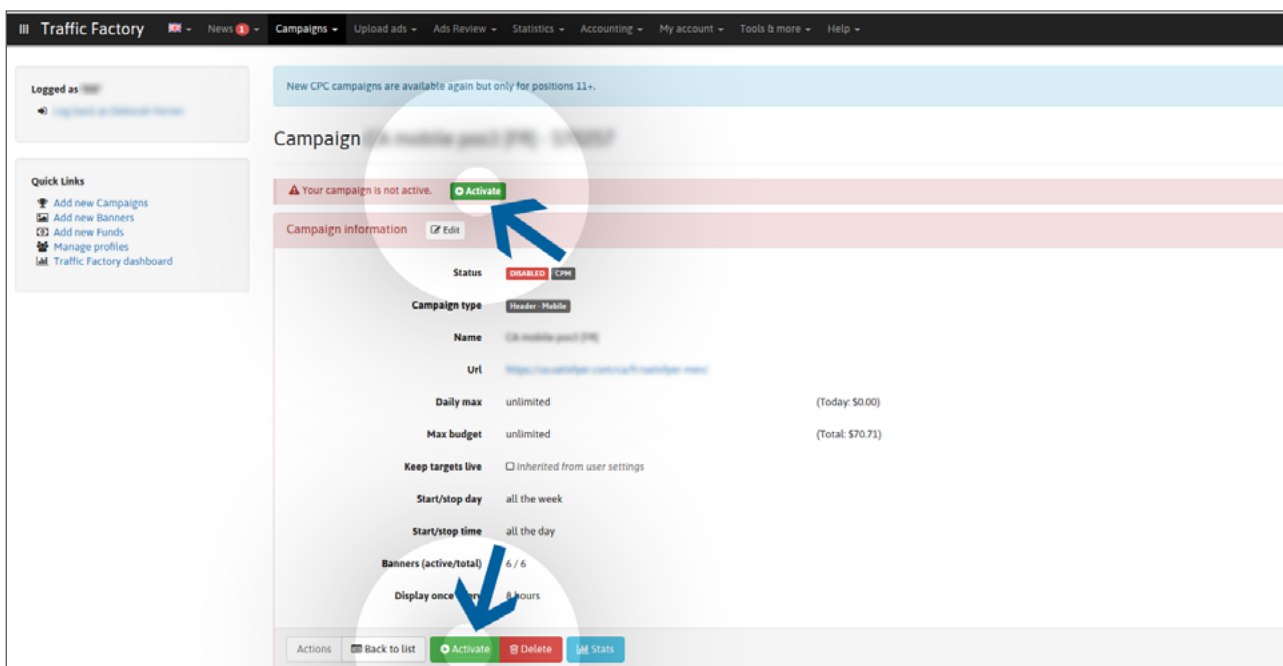 Traffic Factory News 1 Campaigns Upload ads Ads Review Statistics Accounting My account Tools & more Help
Logged as
New CPC campaigns are available again but only for positions 11+.
Campaign
Quick Links
Add new Campaigns
Add new Banners
Add new Funds
Manage profiles
Traffic Factory dashboard
Your campaign is not active. Activate
Campaign information Edit
Status DISABLED CPM
Campaign type Header - Mobile
Name
Url
Daily max unlimited (Today: $0.00)
Max budget unlimited (Total: $70.71)
Keep targets live Inherited from user settings
Start/stop day all the week
Start/stop time all the day
Banners (active/total) 6 / 6
Display once every 8 hours
Actions Back to list Activate Delete Stats